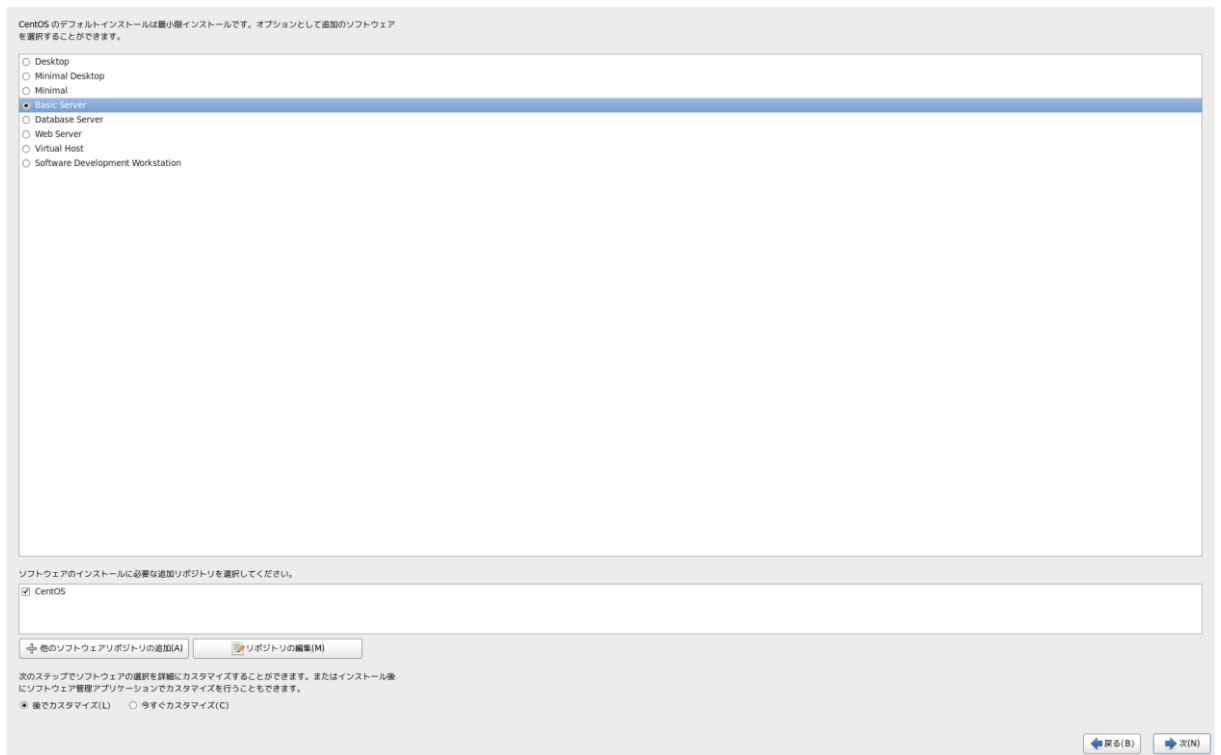 CentOS のデフォルトインストールは最小限インストールです。オプションとして追加のソフトウェア
を選択することができます。
Desktop
Minimal Desktop
Minimal
Basic Server
Database Server
Web Server
Virtual Host
Software Development Workstation
ソフトウェアのインストールに必要な追加リポジトリを選択してください。
CentOS
他のソフトウェアリポジトリの追加(A) リポジトリの編集(M)
次のステップでソフトウェアの選択を詳細にカスタマイズすることができます。またはインストール後
にソフトウェア管理アプリケーションでカスタマイズを行うこともできます。
後でカスタマイズ(L) 今すぐカスタマイズ(C)
戻る(B) 次(N)